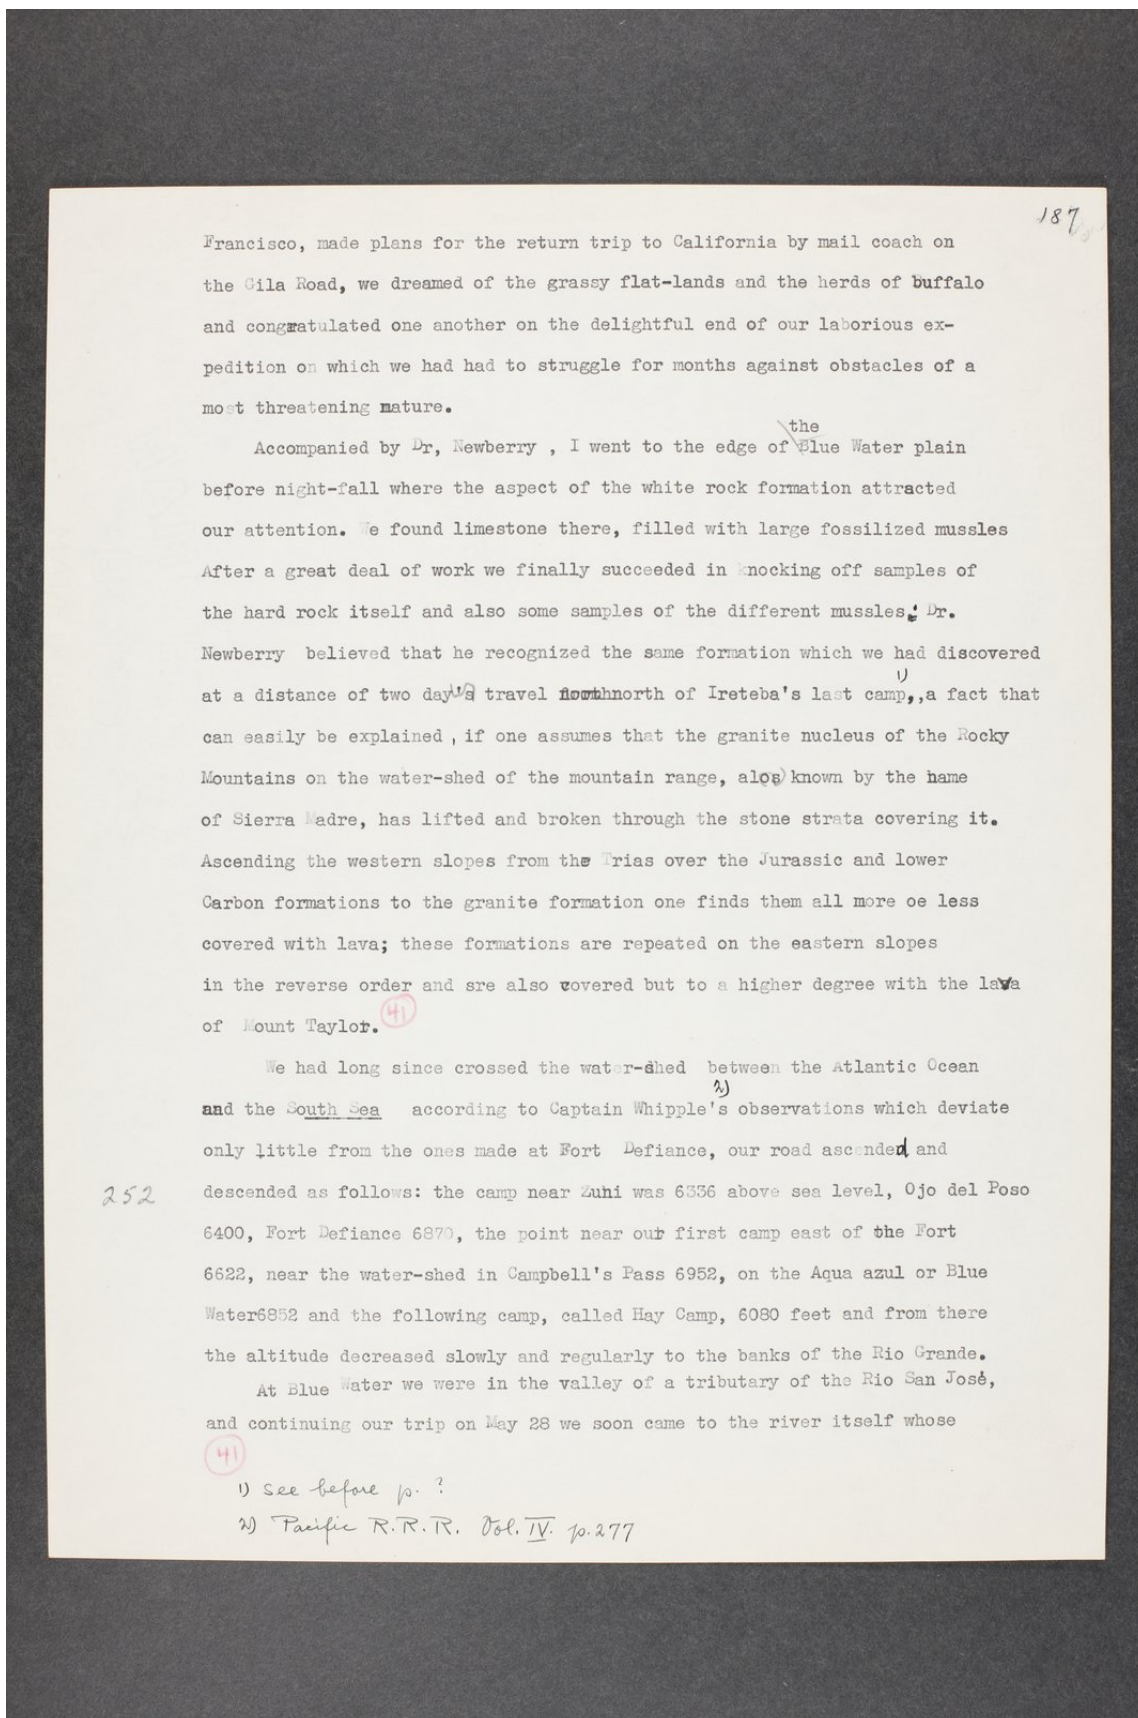 187
Francisco, made plans for the return trip to California by mail coach on
the Gila Road, we dreamed of the grassy flat-lands and the herds of Buffalo
and congratulated one another on the delightful end of our laborious ex-
pedition on which we had had to struggle for months against obstacles of a
most threatening nature.
the
Accompanied by Dr, Newberry , I went to the edge of Blue Water plain
before night-fall where the aspect of the white rock formation attracted
our attention. We found limestone there, filled with large fossilized mussles
After a great deal of work we finally succeeded in knocking off samples of
the hard rock itself and also some samples of the different mussles; Dr.
Newberry believed that he recognized the same formation which we had discovered
1)
at a distance of two day's travel north of Ireteba's last camp,,a fact that
can easily be explained , if one assumes that the granite nucleus of the Rocky
Mountains on the water-shed of the mountain range, alos known by the name
of Sierra Madre, has lifted and broken through the stone strata covering it.
Ascending the western slopes from the Trias over the Jurassic and lower
Carbon formations to the granite formation one finds them all more oe less
covered with lava; these formations are repeated on the eastern slopes
in the reverse order and sre also covered but to a higher degree with the lava
of Mount Taylor. 41
We had long since crossed the water-shed between the Atlantic Ocean
2)
and the South Sea according to Captain Whipple's observations which deviate
only little from the ones made at Fort Defiance, our road ascended and
252 descended as follows: the camp near Zuni was 6336 above sea level, Ojo del Poso
6400, Fort Defiance 6870, the point near our first camp east of the Fort
6622, near the water-shed in Campbell's Pass 6952, on the Aqua azul or Blue
Water6852 and the following camp, called Hay Camp, 6080 feet and from there
the altitude decreased slowly and regularly to the banks of the Rio Grande.
At Blue Water we were in the valley of a tributary of the Rio San José,
and continuing our trip on May 28 we soon came to the river itself whose
41
1) see before p. ?
2) Pacific R.R.R. Vol. IV. p.277